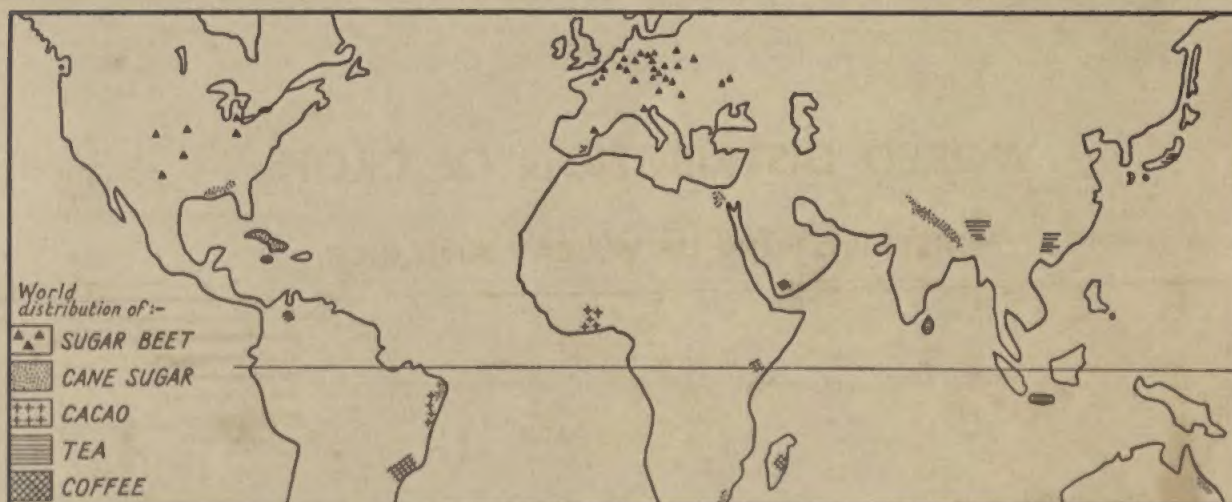 World
distribution of:-
SUGAR BEET
CANE SUGAR
CACAO
TEA
COFFEE